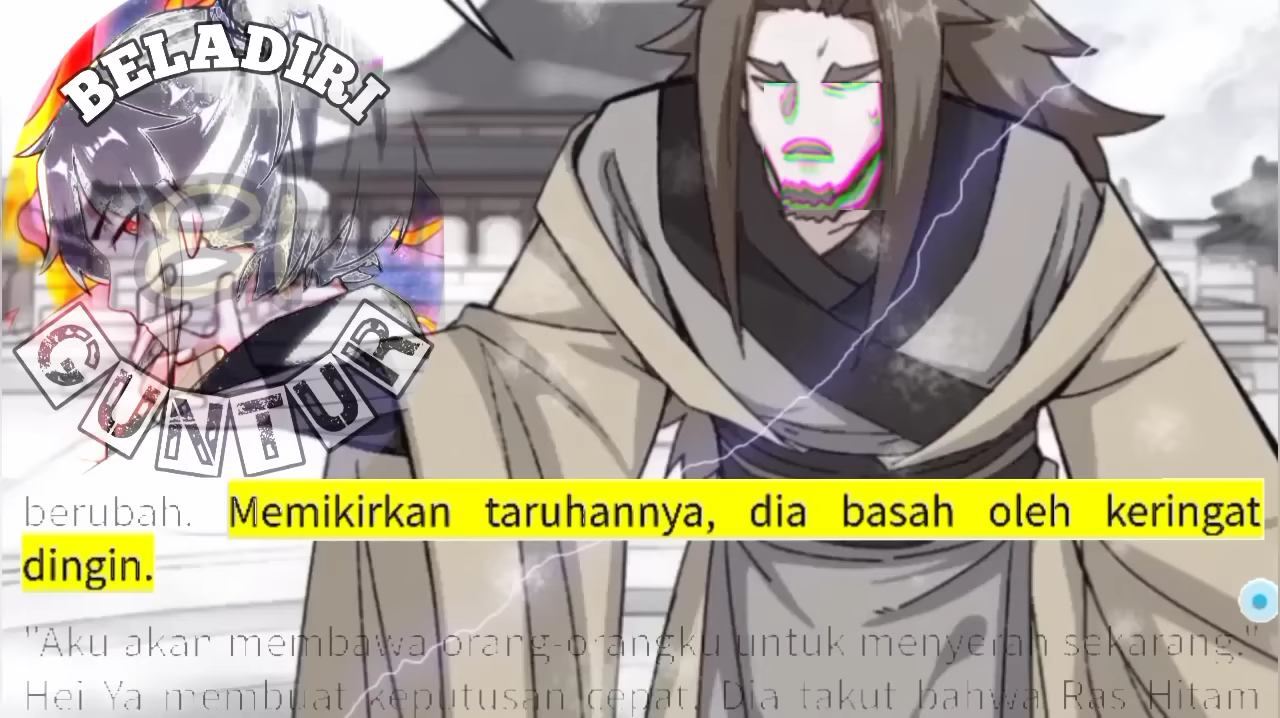 BELADIRI
GUNTUR
berubah. Memikirkan taruhannya, dia basah oleh keringat
dingin.
"Aku akan membawa orang-orangku untuk menyerah sekarang."
Hei Ya membuat keputusan cepat. Dia takut bahwa Ras Hitam